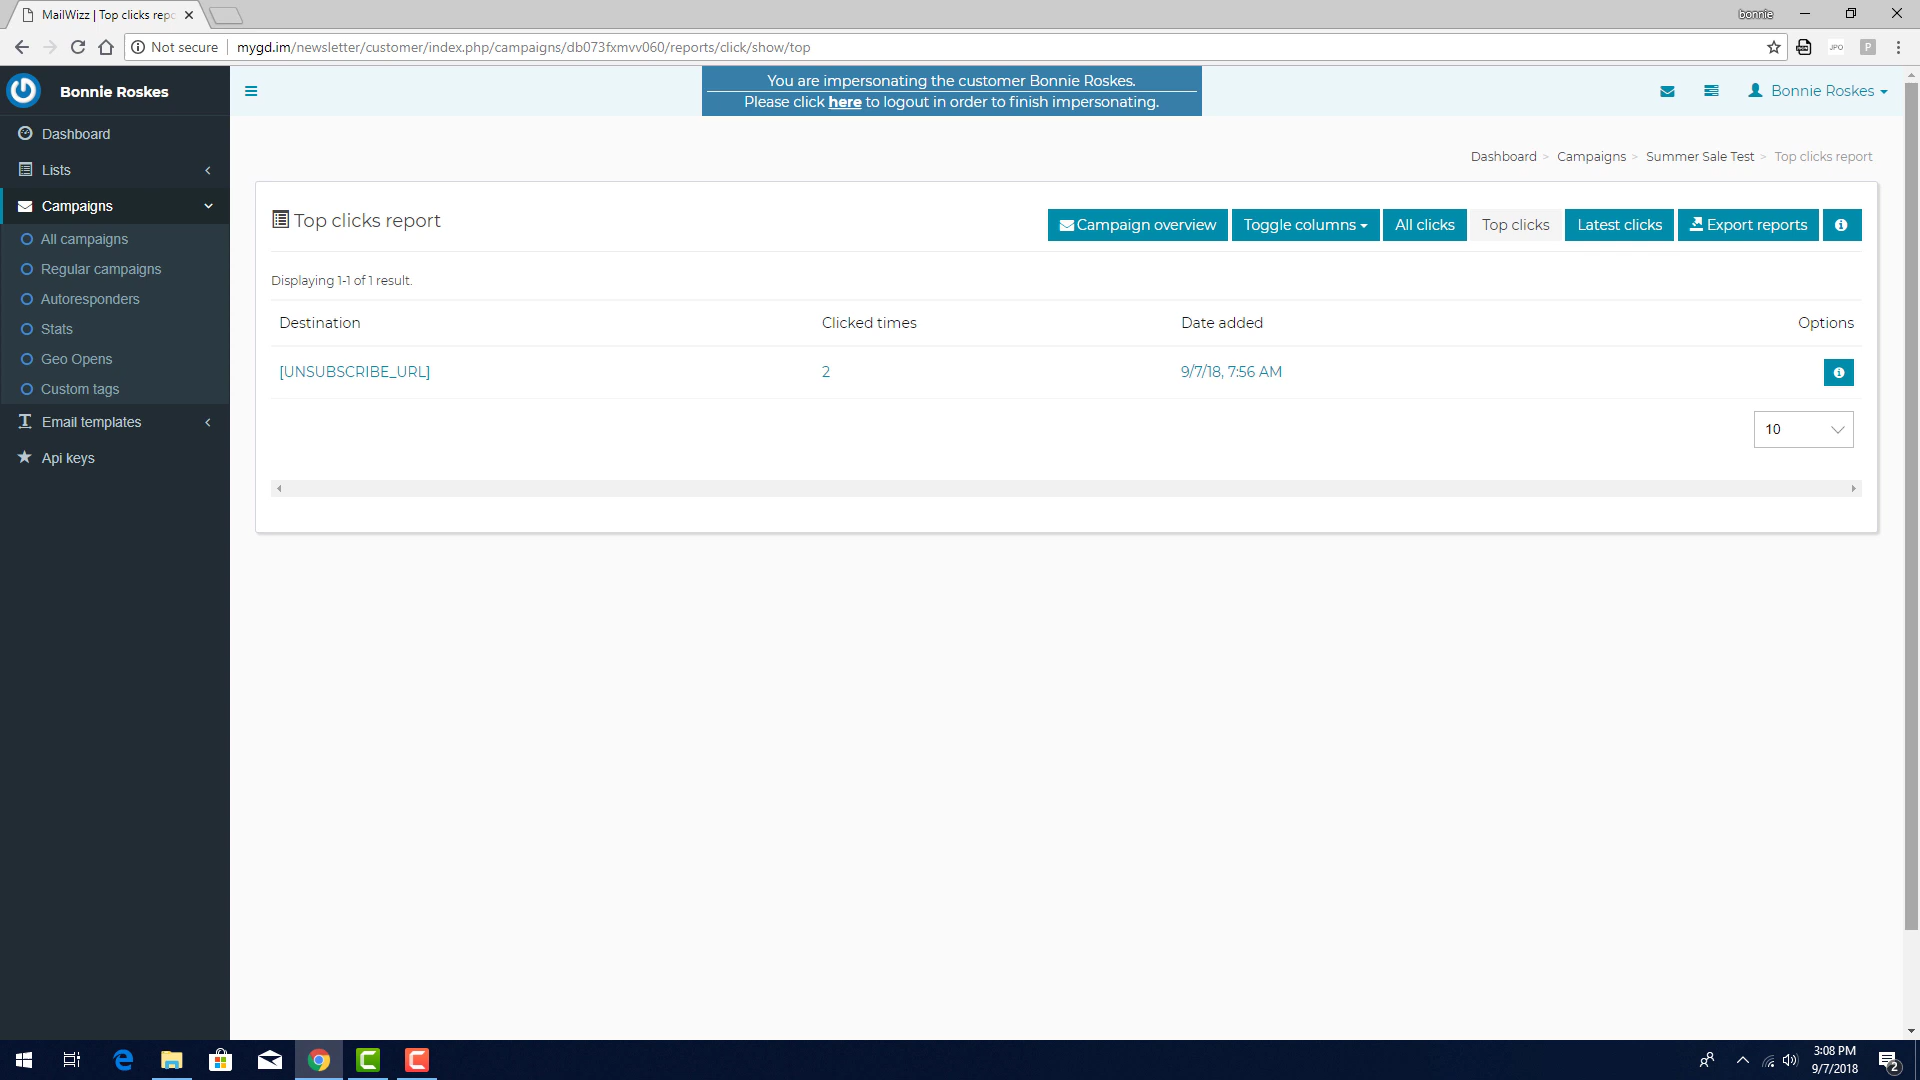 MailWizz | Top clicks repo
bonnie
Not secure
mygd.im/newsletter/customer/index.php/campaigns/db073fxmvv060/reports/click/show/top
JPO
P
Bonnie Roskes
You are impersonating the customer Bonnie Roskes.
Please click here to logout in order to finish impersonating.
Bonnie Roskes
Dashboard
Lists
Campaigns
All campaigns
Regular campaigns
Autoresponders
Stats
Geo Opens
Custom tags
Email templates
Api keys
Dashboard > Campaigns > Summer Sale Test > Top clicks report
Top clicks report
Campaign overview
Toggle columns
All clicks
Top clicks
Latest clicks
Export reports
Displaying 1-1 of 1 result.
Destination Clicked times Date added Options
[UNSUBSCRIBE_URL] 2 9/7/18, 7:56 AM
10
3:08 PM
9/7/2018
2